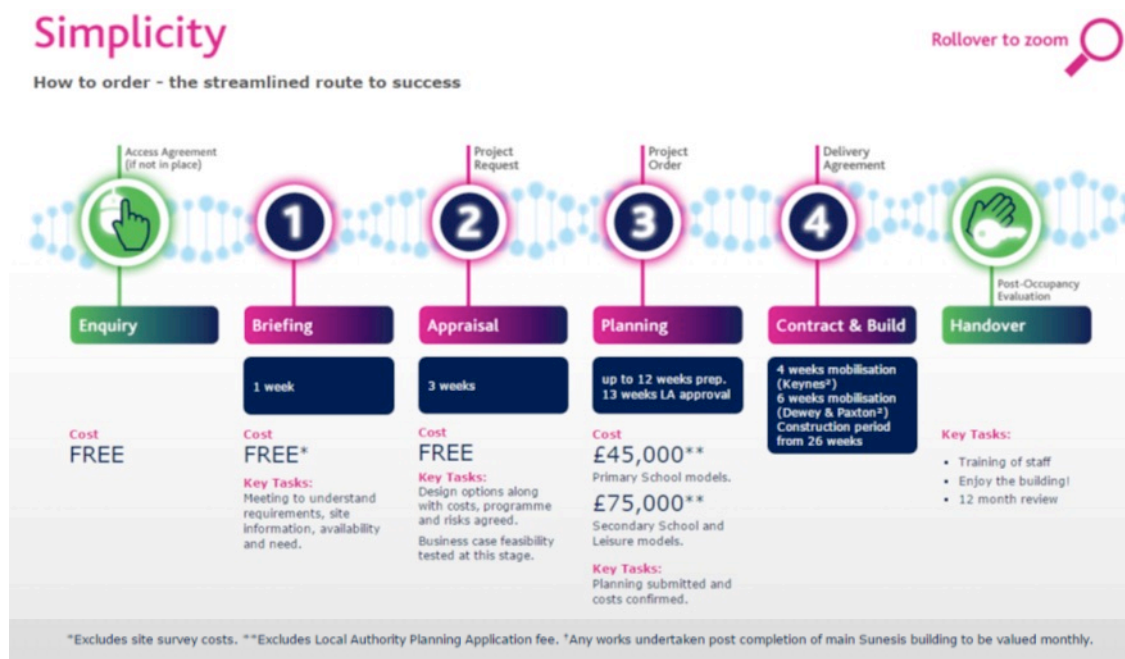 Simplicity
Rollover to zoom
How to order - the streamlined route to success
Access Agreement
(if not in place)
Project
Request
Project
Order
Delivery
Agreement
1
2
3
4
Post-Occupancy
Evaluation
Enquiry
Briefing
Appraisal
Planning
Contract & Build
Handover
1 week
3 weeks
up to 12 weeks prep.
13 weeks LA approval
4 weeks mobilisation
(Keynes²)
6 weeks mobilisation
(Dewey & Paxton²)
Construction period
from 26 weeks
Cost
FREE
Cost
FREE*
Key Tasks:
Meeting to understand
requirements, site
information, availability
and need.
Cost
FREE
Key Tasks:
Design options along
with costs, programme
and risks agreed.
Business case feasibility
tested at this stage.
Cost
£45,000**
Primary School models.
£75,000**
Secondary School and
Leisure models.
Key Tasks:
Planning submitted and
costs confirmed.
Key Tasks:
• Training of staff
• Enjoy the building!
• 12 month review
*Excludes site survey costs. **Excludes Local Authority Planning Application fee. †Any works undertaken post completion of main Sunesis building to be valued monthly.